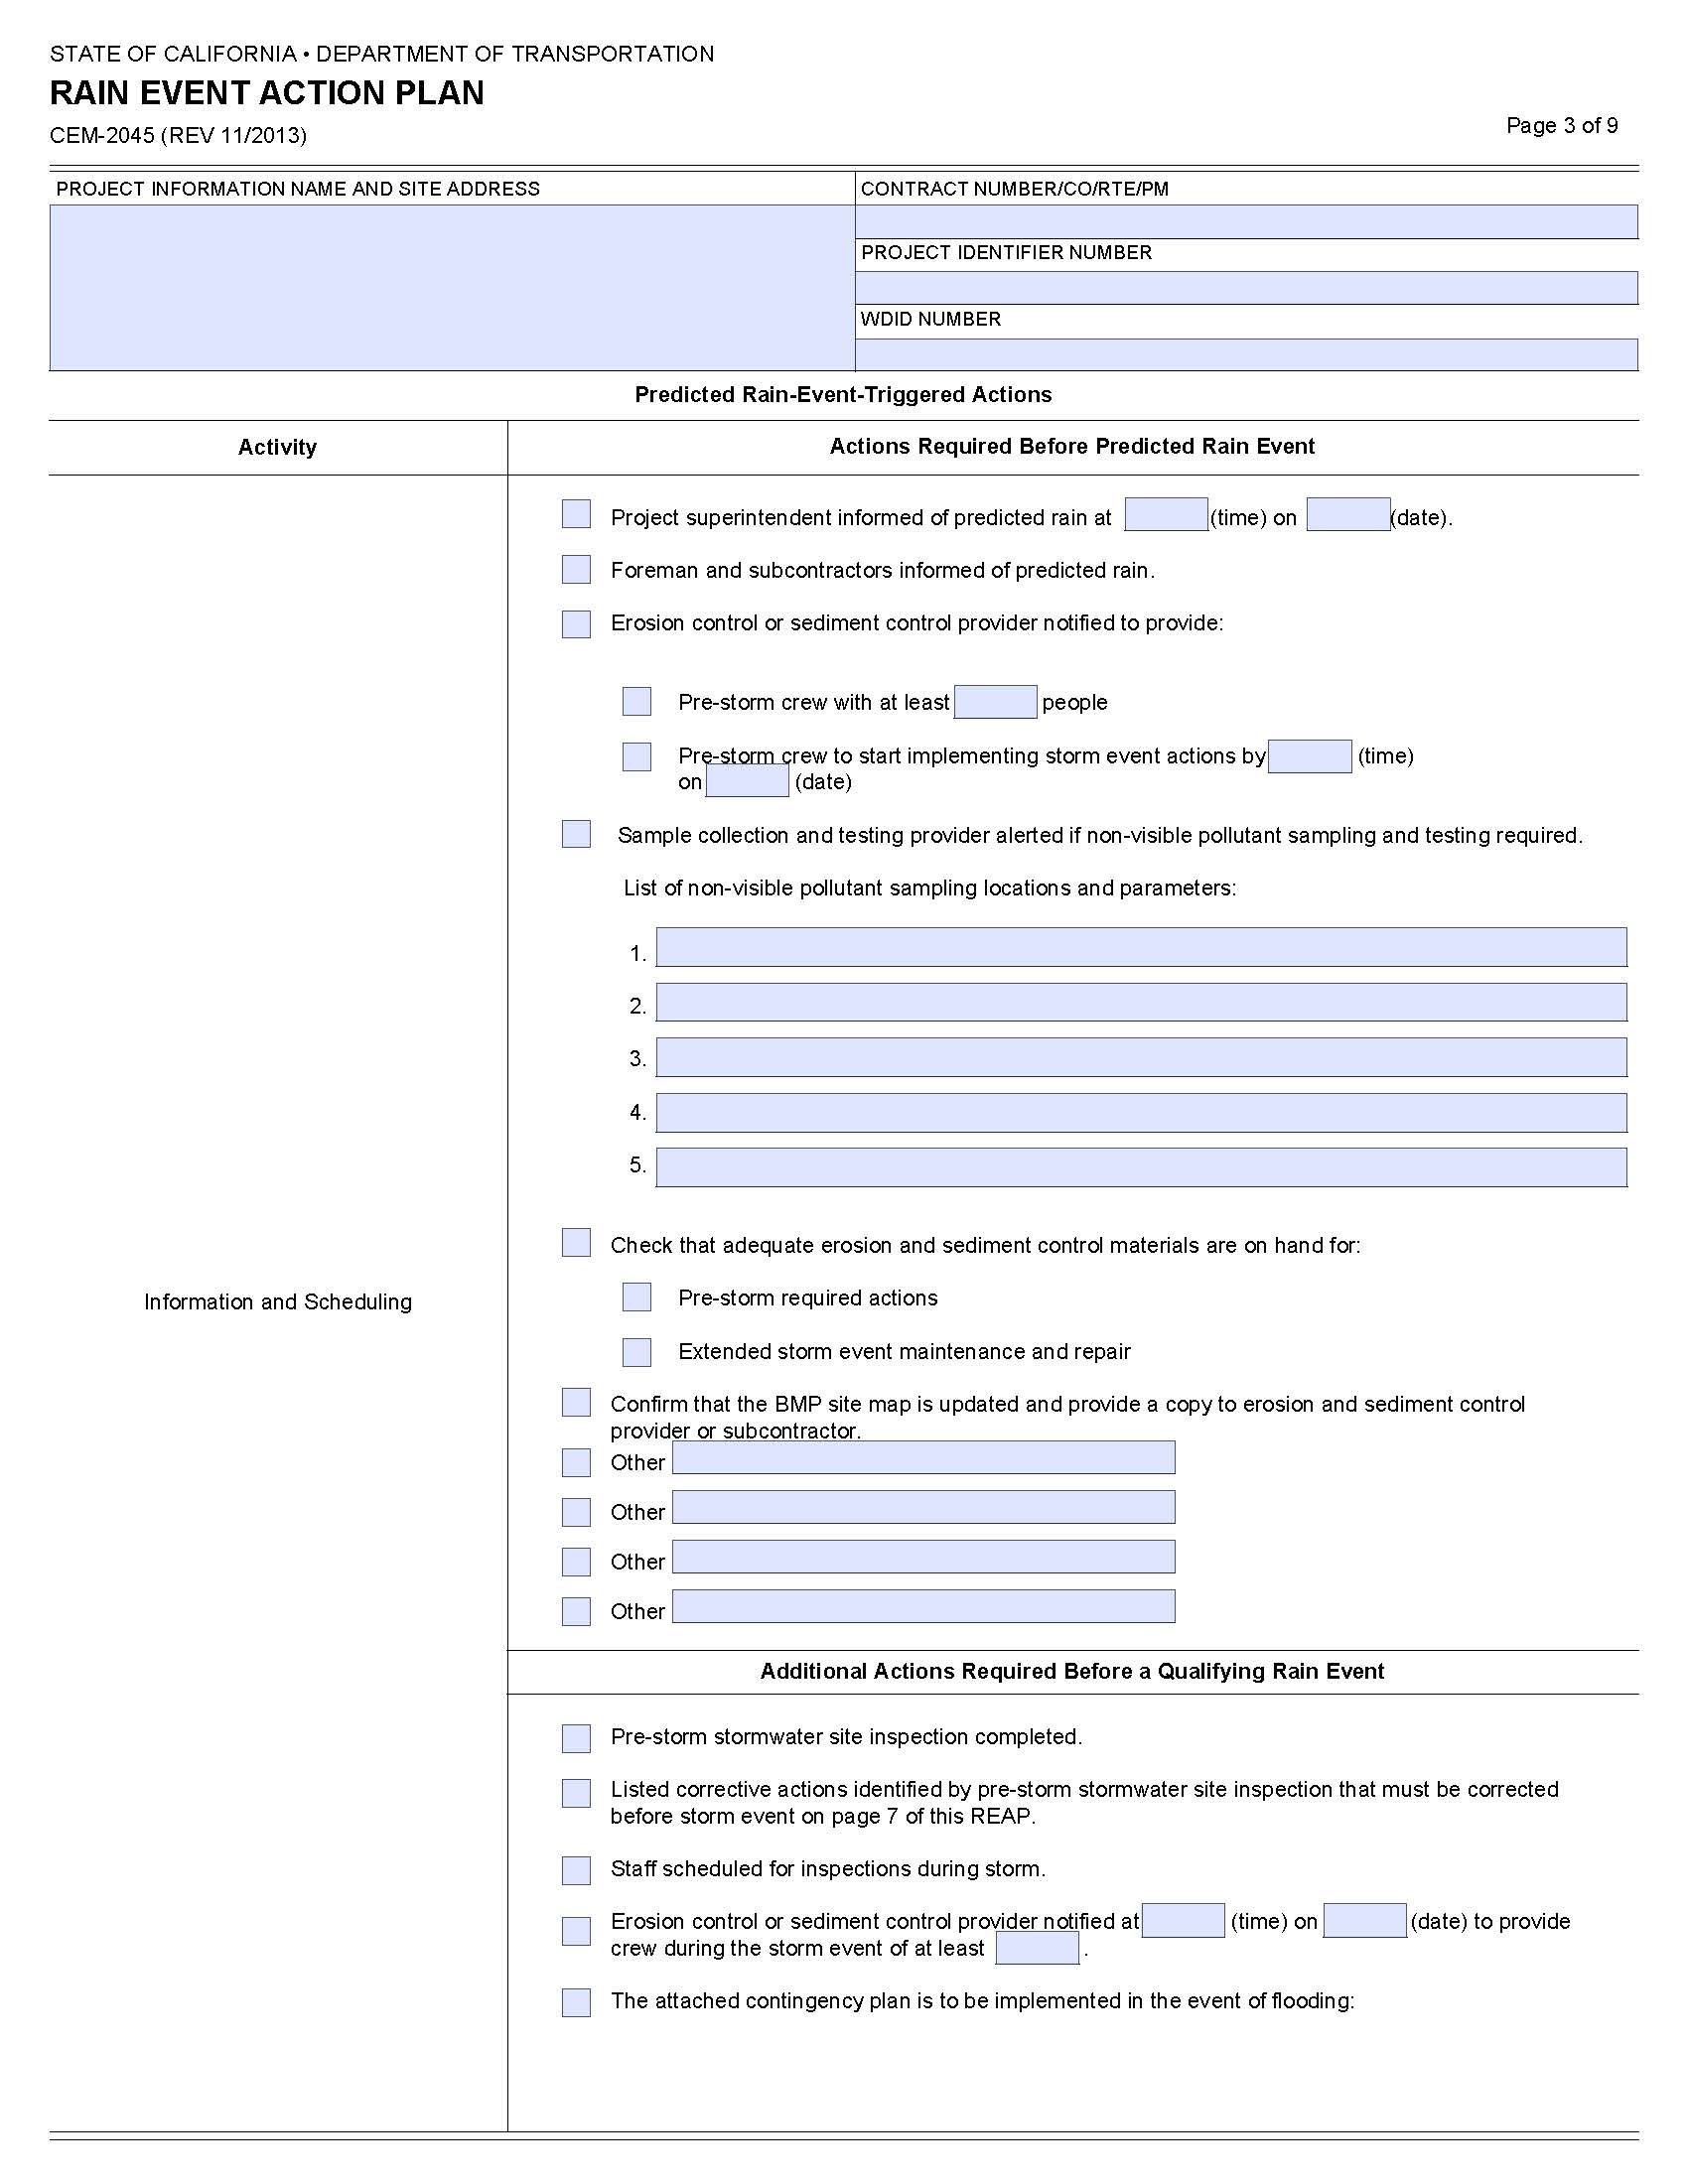 STATE OF CALIFORNIA • DEPARTMENT OF TRANSPORTATION
RAIN EVENT ACTION PLAN
CEM-2045 (REV 11/2013)
Page 3 of 9
PROJECT INFORMATION NAME AND SITE ADDRESS
CONTRACT NUMBER/CO/RTE/PM
PROJECT IDENTIFIER NUMBER
WDID NUMBER
Predicted Rain-Event-Triggered Actions
Activity
Actions Required Before Predicted Rain Event
Information and Scheduling
Project superintendent informed of predicted rain at (time) on (date).
Foreman and subcontractors informed of predicted rain.
Erosion control or sediment control provider notified to provide:
Pre-storm crew with at least people
Pre-storm crew to start implementing storm event actions by (time)
on (date)
Sample collection and testing provider alerted if non-visible pollutant sampling and testing required.
List of non-visible pollutant sampling locations and parameters:
1.
2.
3.
4.
5.
Check that adequate erosion and sediment control materials are on hand for:
Pre-storm required actions
Extended storm event maintenance and repair
Confirm that the BMP site map is updated and provide a copy to erosion and sediment control
provider or subcontractor.
Other
Other
Other
Other
Additional Actions Required Before a Qualifying Rain Event
Pre-storm stormwater site inspection completed.
Listed corrective actions identified by pre-storm stormwater site inspection that must be corrected
before storm event on page 7 of this REAP.
Staff scheduled for inspections during storm.
Erosion control or sediment control provider notified at (time) on (date) to provide
crew during the storm event of at least .
The attached contingency plan is to be implemented in the event of flooding: